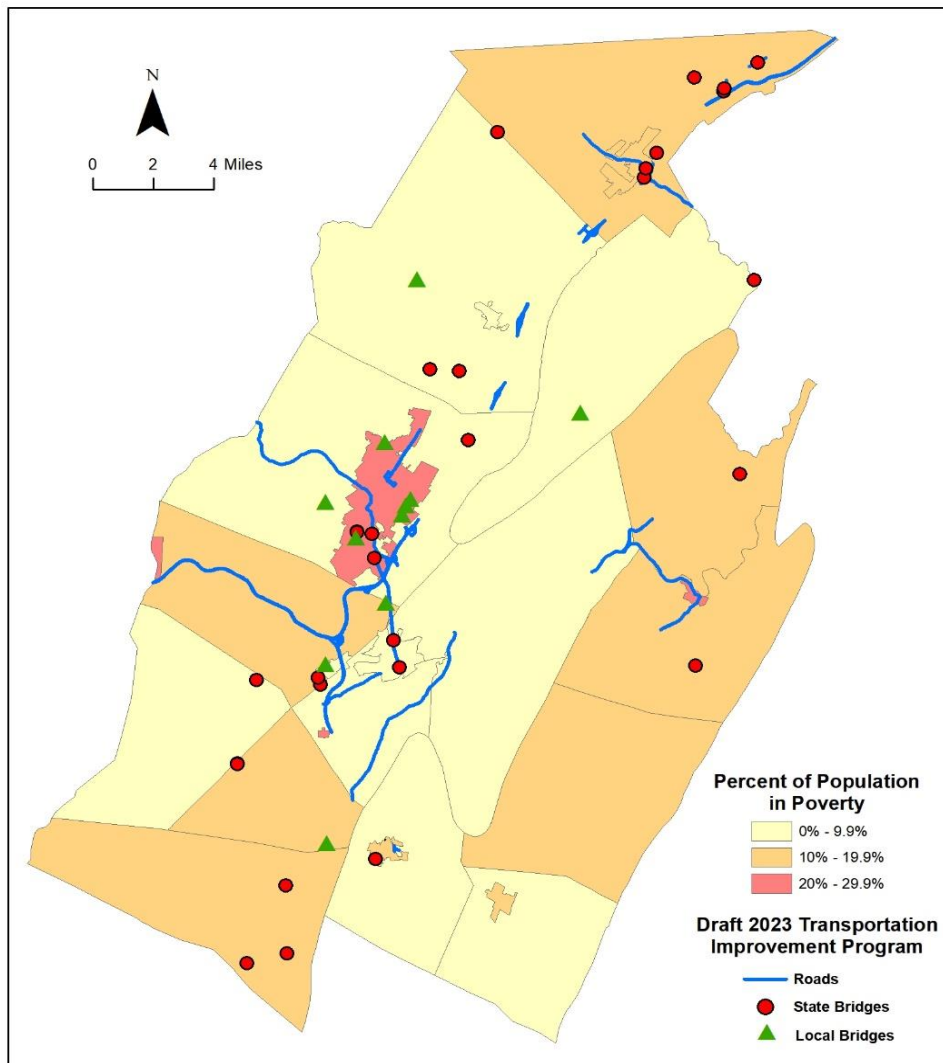 N
0 2 4 Miles
Percent of Population
in Poverty
0% - 9.9%
10% - 19.9%
20% - 29.9%
Draft 2023 Transportation
Improvement Program
Roads
State Bridges
Local Bridges